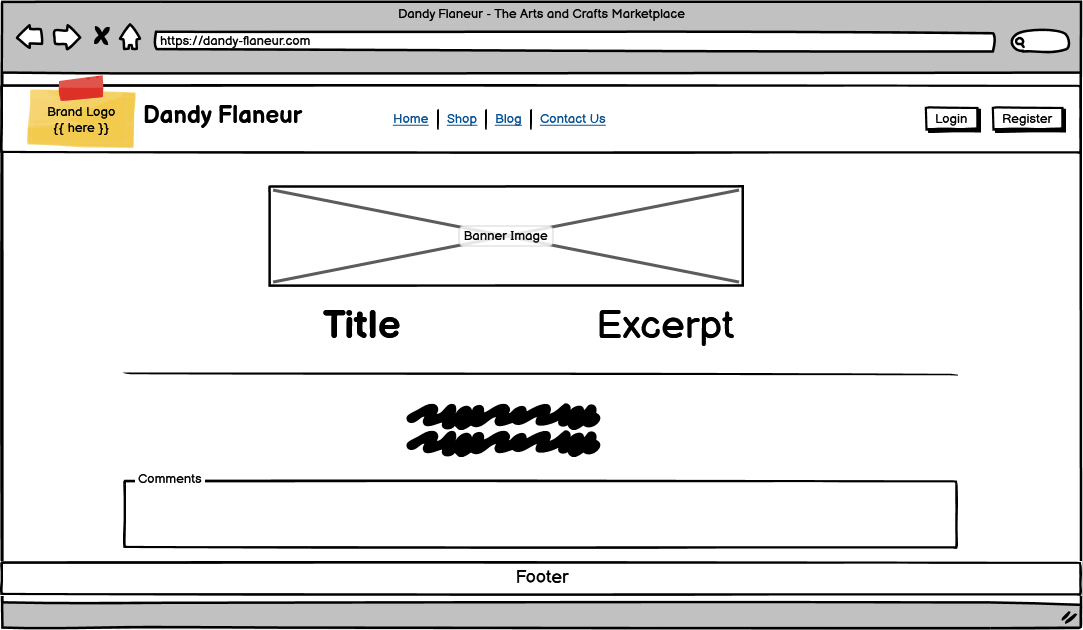 Dandy Flaneur - The Arts and Crafts Marketplace
https://dandy-flaneur.com
Brand Logo
{{ here }}
Dandy Flaneur
Home | Shop | Blog | Contact Us
Login
Register
Banner Image
Title
Excerpt
Comments
Footer